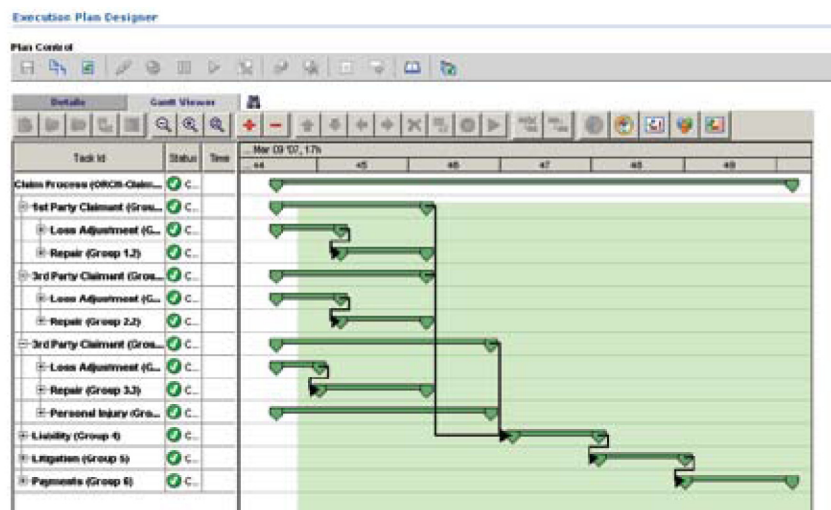 Execution Plan Designer
Plan Control
Details
Gantt Viewer
Task Id
Status
Time
... Mar 09 '07, 17h
... 44
45
46
47
48
49
Claim Process (ORCH-Claim...
C...
1st Party Claimant (Grou...
C...
Loss Adjustment (G...
C...
Repair (Group 1.2)
C...
3rd Party Claimant (Grou...
C...
Loss Adjustment (G...
C...
Repair (Group 2.2)
C...
3rd Party Claimant (Grou...
C...
Loss Adjustment (G...
C...
Repair (Group 3.3)
C...
Personal Injury (Gro...
C...
Liability (Group 4)
C...
Litigation (Group 5)
C...
Payments (Group 6)
C...